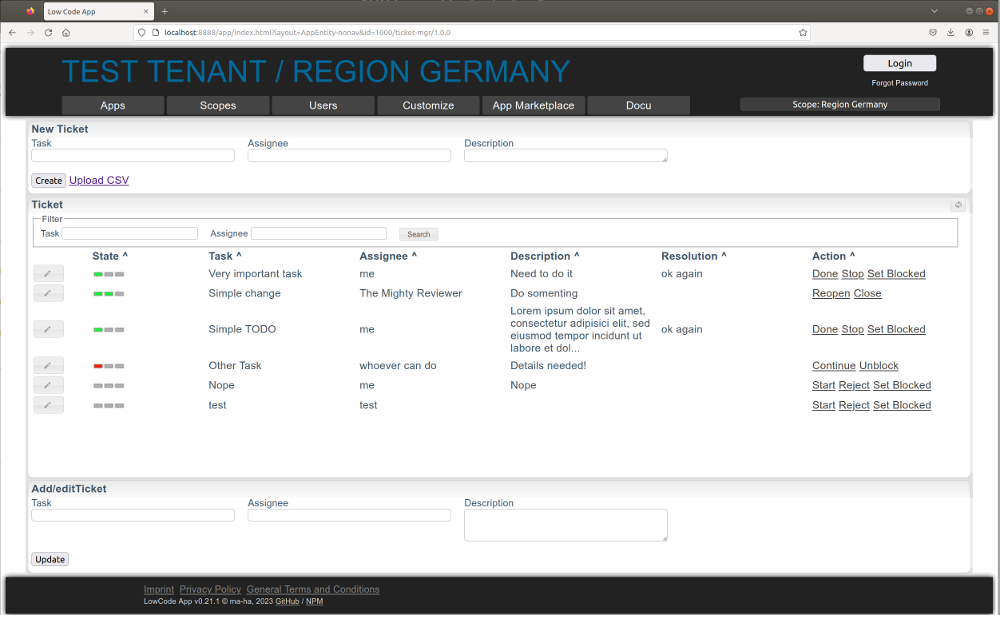 Low Code App
localhost:8888/app/index.html?layout=AppEntity-nonav&id=1000/ticket-mgr/1.0.0
TEST TENANT / REGION GERMANY
Login
Forgot Password
Apps Scopes Users Customize App Marketplace Docu
Scope: Region Germany
New Ticket
Task Assignee Description
Create Upload CSV
Ticket
Filter
Task Assignee Search
State ^ Task ^ Assignee ^ Description ^ Resolution ^ Action ^
Very important task me Need to do it ok again Done Stop Set Blocked
Simple change The Mighty Reviewer Do somenting Reopen Close
Lorem ipsum dolor sit amet,
consectetur adipisici elit, sed
Simple TODO me eiusmod tempor incidunt ut ok again Done Stop Set Blocked
labore et dol...
Other Task whoever can do Details needed! Continue Unblock
Nope me Nope Start Reject Set Blocked
test test Start Reject Set Blocked
Add/editTicket
Task Assignee Description
Update
Imprint Privacy Policy General Terms and Conditions
LowCode App v0.21.1 © ma-ha, 2023 GitHub / NPM